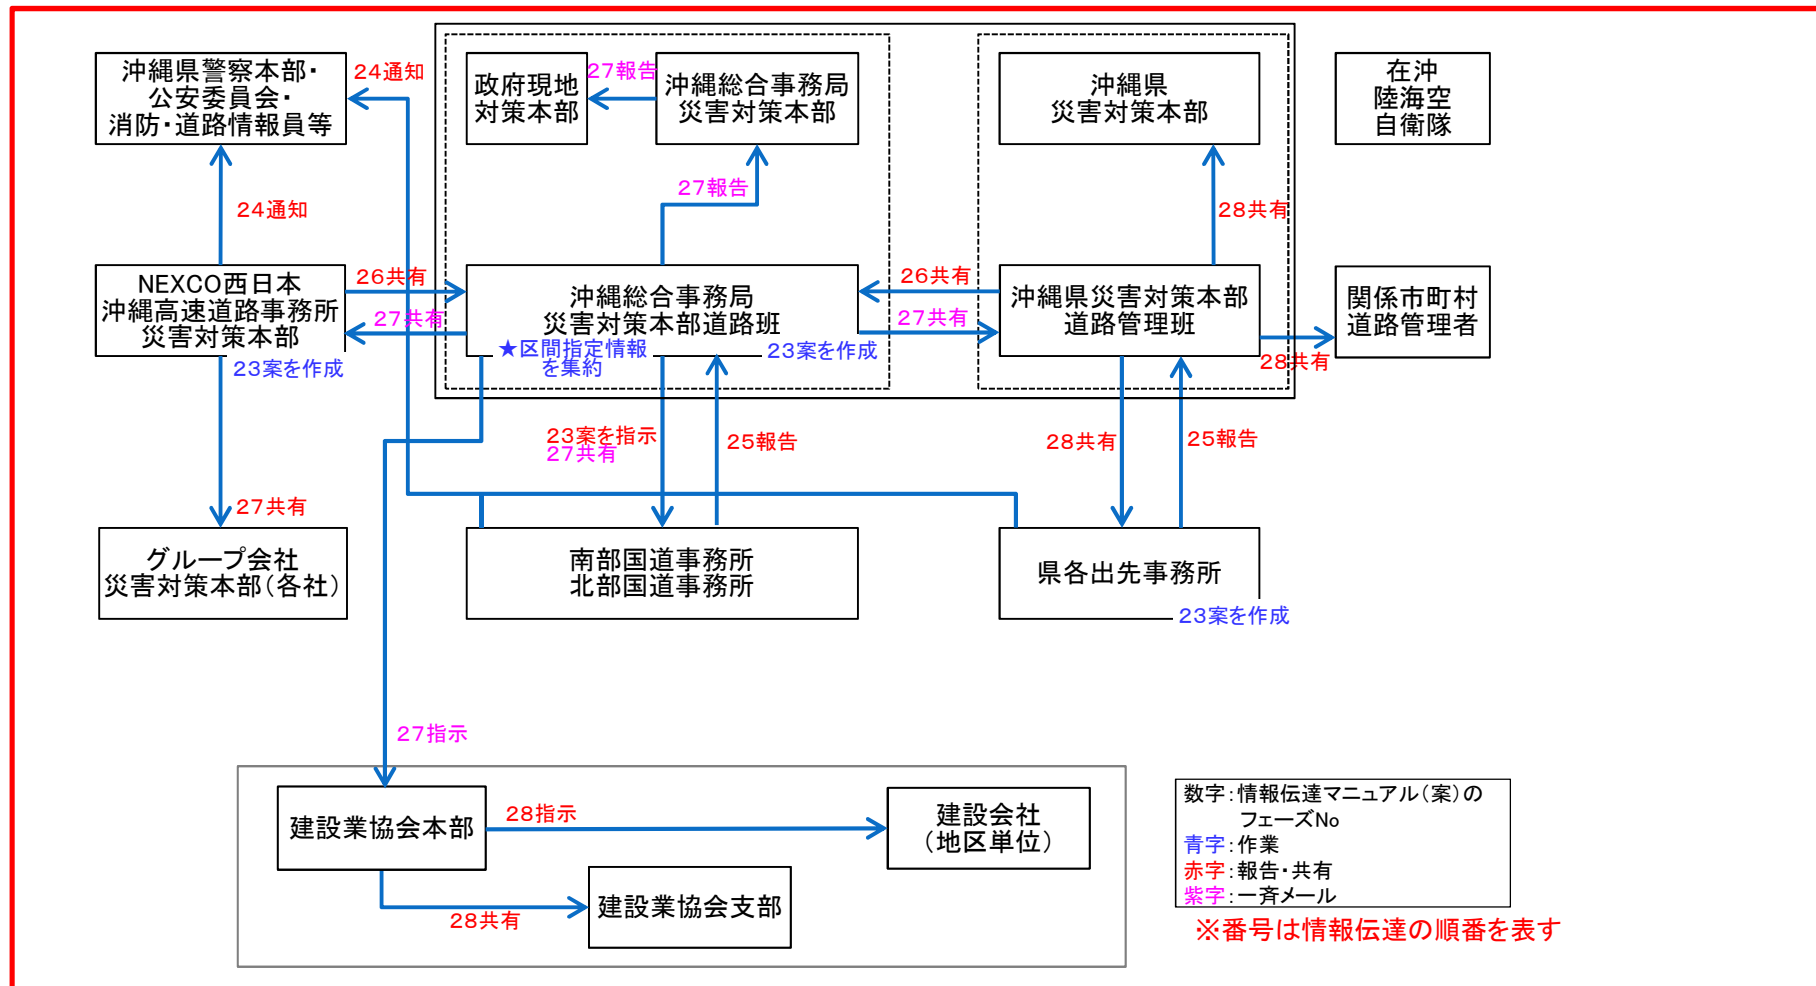 沖縄県警察本部・
公安委員会・
消防・道路情報員等
24通知
政府現地
対策本部
27報告
沖縄総合事務局
災害対策本部
沖縄県
災害対策本部
在沖
陸海空
自衛隊
24通知
27報告
28共有
NEXCO西日本
沖縄高速道路事務所
災害対策本部
23案を作成
26共有
27共有
沖縄総合事務局
災害対策本部道路班
★区間指定情報
を集約
23案を作成
26共有
27共有
沖縄県災害対策本部
道路管理班
28共有
関係市町村
道路管理者
23案を指示
27共有
25報告
28共有
25報告
27共有
グループ会社
災害対策本部（各社）
南部国道事務所
北部国道事務所
県各出先事務所
23案を作成
27指示
建設業協会本部
28指示
建設会社
（地区単位）
28共有
建設業協会支部
数字：情報伝達マニュアル（案）の
フェーズNo
青字：作業
赤字：報告・共有
紫字：一斉メール
※番号は情報伝達の順番を表す